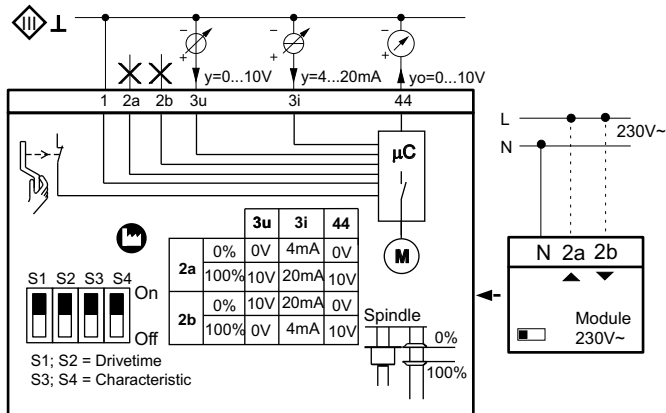 III ⊥
− − −
+ + +
y=0...10V y=4...20mA yo=0...10V
1 2a 2b 3u 3i 44
L
230V~
N
µC
3u 3i 44
2a 0% 0V 4mA 0V
100% 10V 20mA 10V
2b 0% 10V 20mA 0V
100% 0V 4mA 10V
M
N 2a 2b
Module
230V~
S1 S2 S3 S4
On
Off
Spindle
0%
100%
S1; S2 = Drivetime
S3; S4 = Characteristic